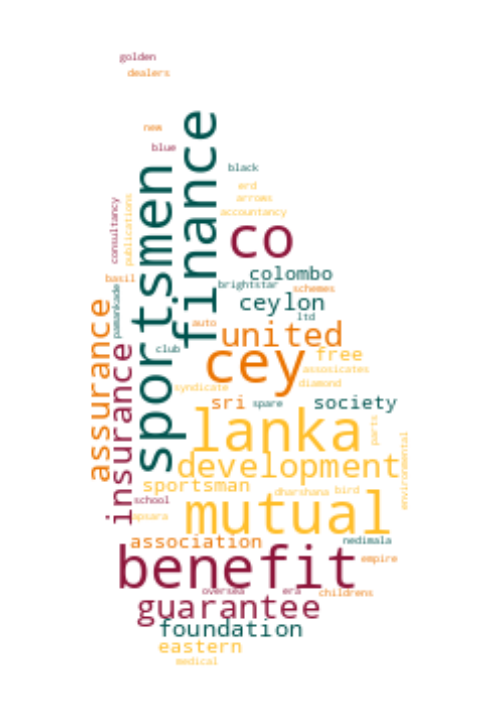 golden
dealers
new
blue
finance
sportsmen
black
erd
arrows
accountancy
consultancy
publications
co
colombo
basil
brightstar
schemes
pamankade
ceylon
ltd
assurance
auto
united
insurance
club
cey
free
assosicates
syndicate
diamond
sri
spare
society
lanka
parts
development
environmental
sportsman
dharshana
bird
school
mutual
apsara
association
nedimala
benefit
empire
oversea
era
childrens
guarantee
foundation
eastern
medical